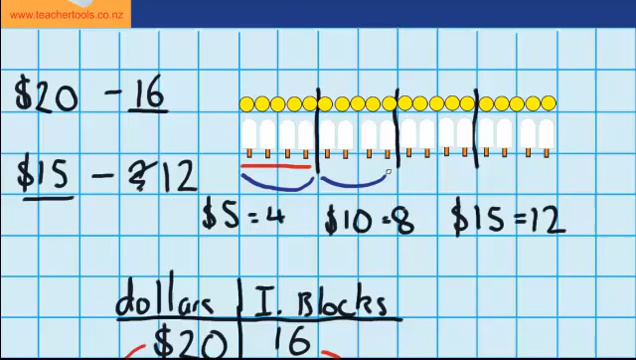 www.teachertools.co.nz
$20 - 16
$15 - 12
$5 = 4 $10 = 8 $15 = 12
dollars I. Blocks
$20 16